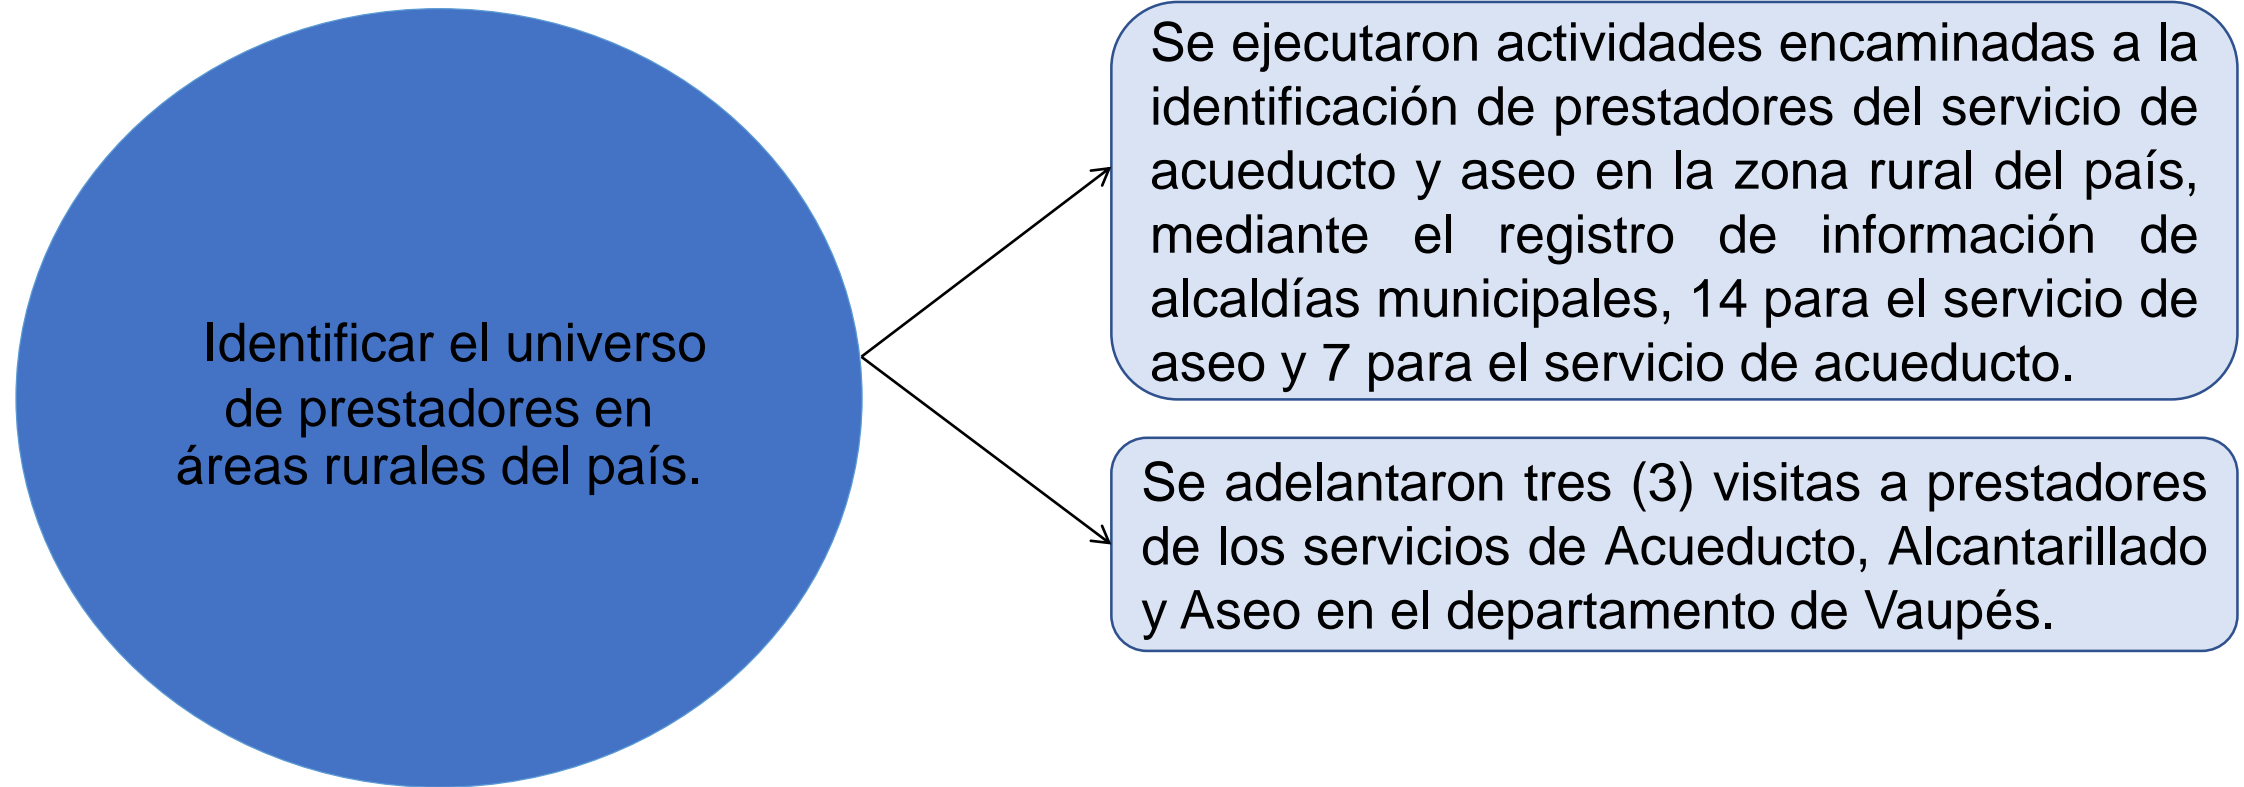 Identificar el universo
de prestadores en
áreas rurales del país.
Se ejecutaron actividades encaminadas a la
identificación de prestadores del servicio de
acueducto y aseo en la zona rural del país,
mediante el registro de información de
alcaldías municipales, 14 para el servicio de
aseo y 7 para el servicio de acueducto.
Se adelantaron tres (3) visitas a prestadores
de los servicios de Acueducto, Alcantarillado
y Aseo en el departamento de Vaupés.